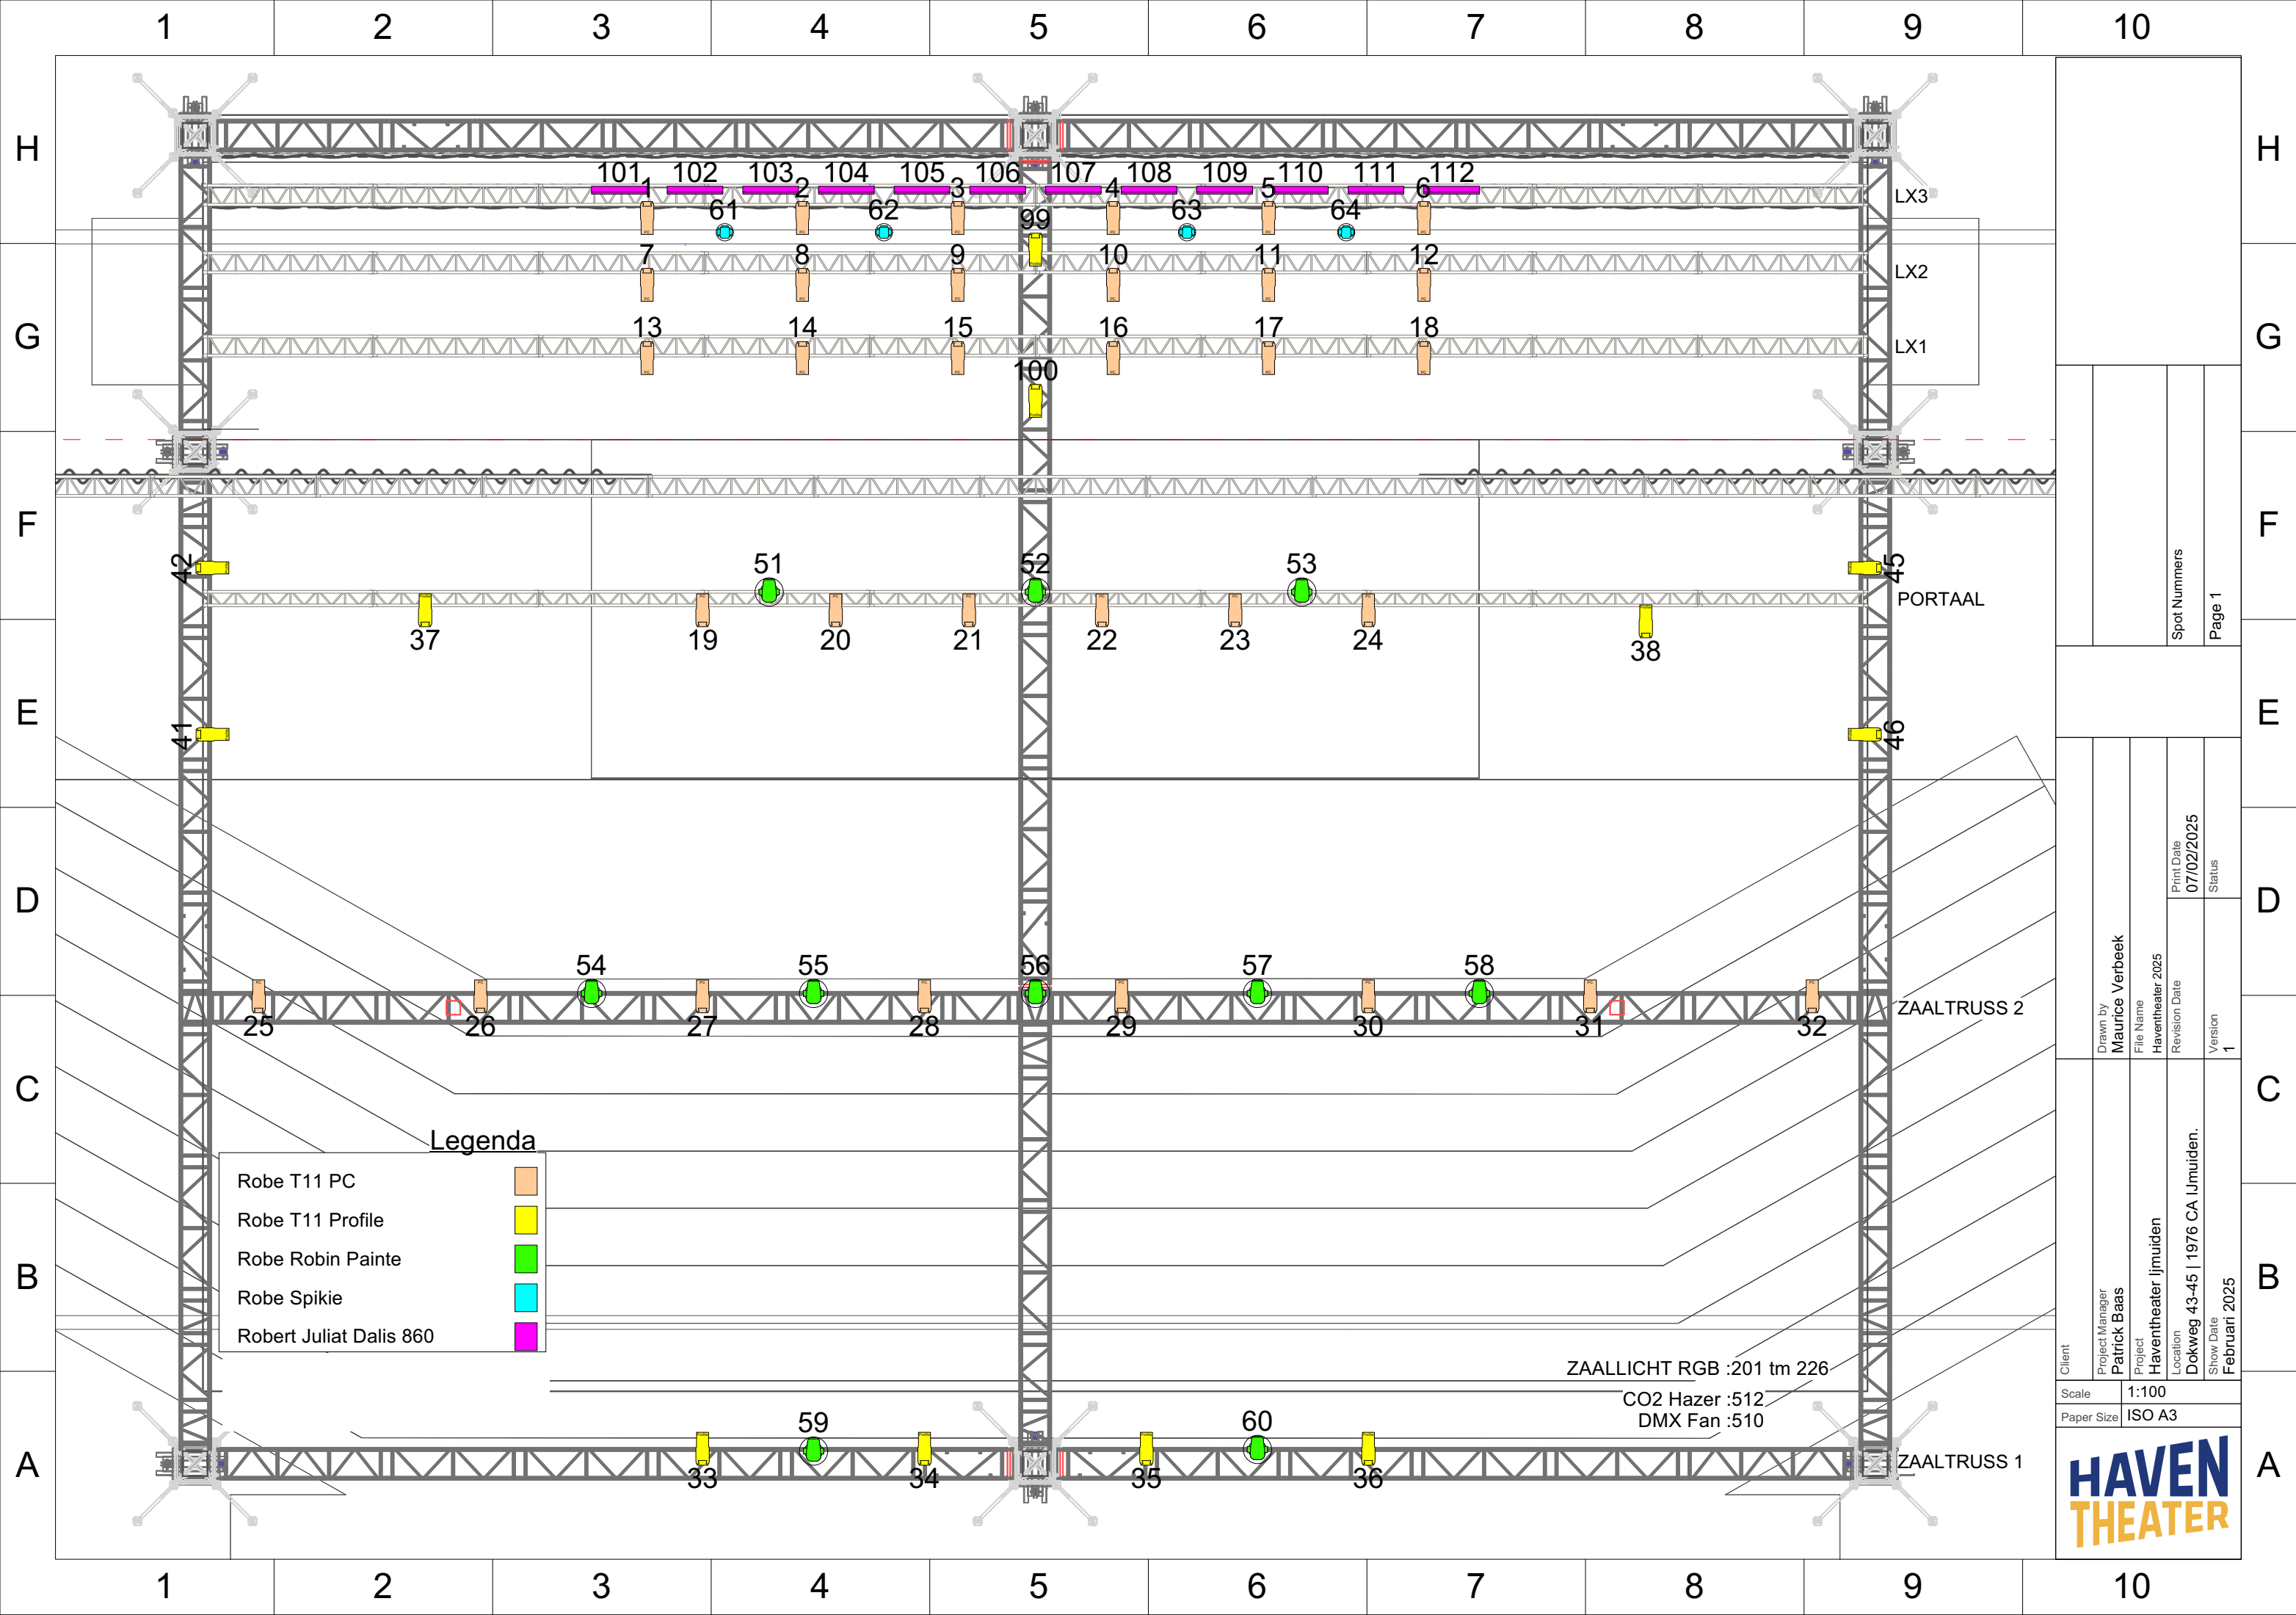 1 2 3 4 5 6 7 8 9 10
H H
101 102 103 104 105 106 107 108 109 110 111 112
1 2 3 4 5 6
LX3
61 62 99 63 64
7 8 9 10 11 12
LX2
G G
13 14 15 16 17 18
LX1
100
F F
42 51 52 53 45
PORTAAL
37 19 20 21 22 23 24 38
E E
41 46
D D
54 55 56 57 58
25 26 27 28 29 30 31 32
ZAALTRUSS 2
C C
Legenda
Robe T11 PC
Robe T11 Profile
Robe Robin Painte
Robe Spikie
Robert Juliat Dalis 860
B B
ZAALLICHT RGB :201 tm 226
CO2 Hazer :512
DMX Fan :510
59 60
33 34 35 36
ZAALTRUSS 1
A A
1 2 3 4 5 6 7 8 9 10
Spot Nummers
Page 1
Drawn by
Maurice Verbeek
File Name
Haventheater 2025
Revision Date
Print Date
07/02/2025
Version
1
Status
Client
Project Manager
Patrick Baas
Project
Haventheater Ijmuiden
Location
Dokweg 43-45 | 1976 CA IJmuiden.
Show Date
Februari 2025
Scale 1:100
Paper Size ISO A3
HAVEN
THEATER